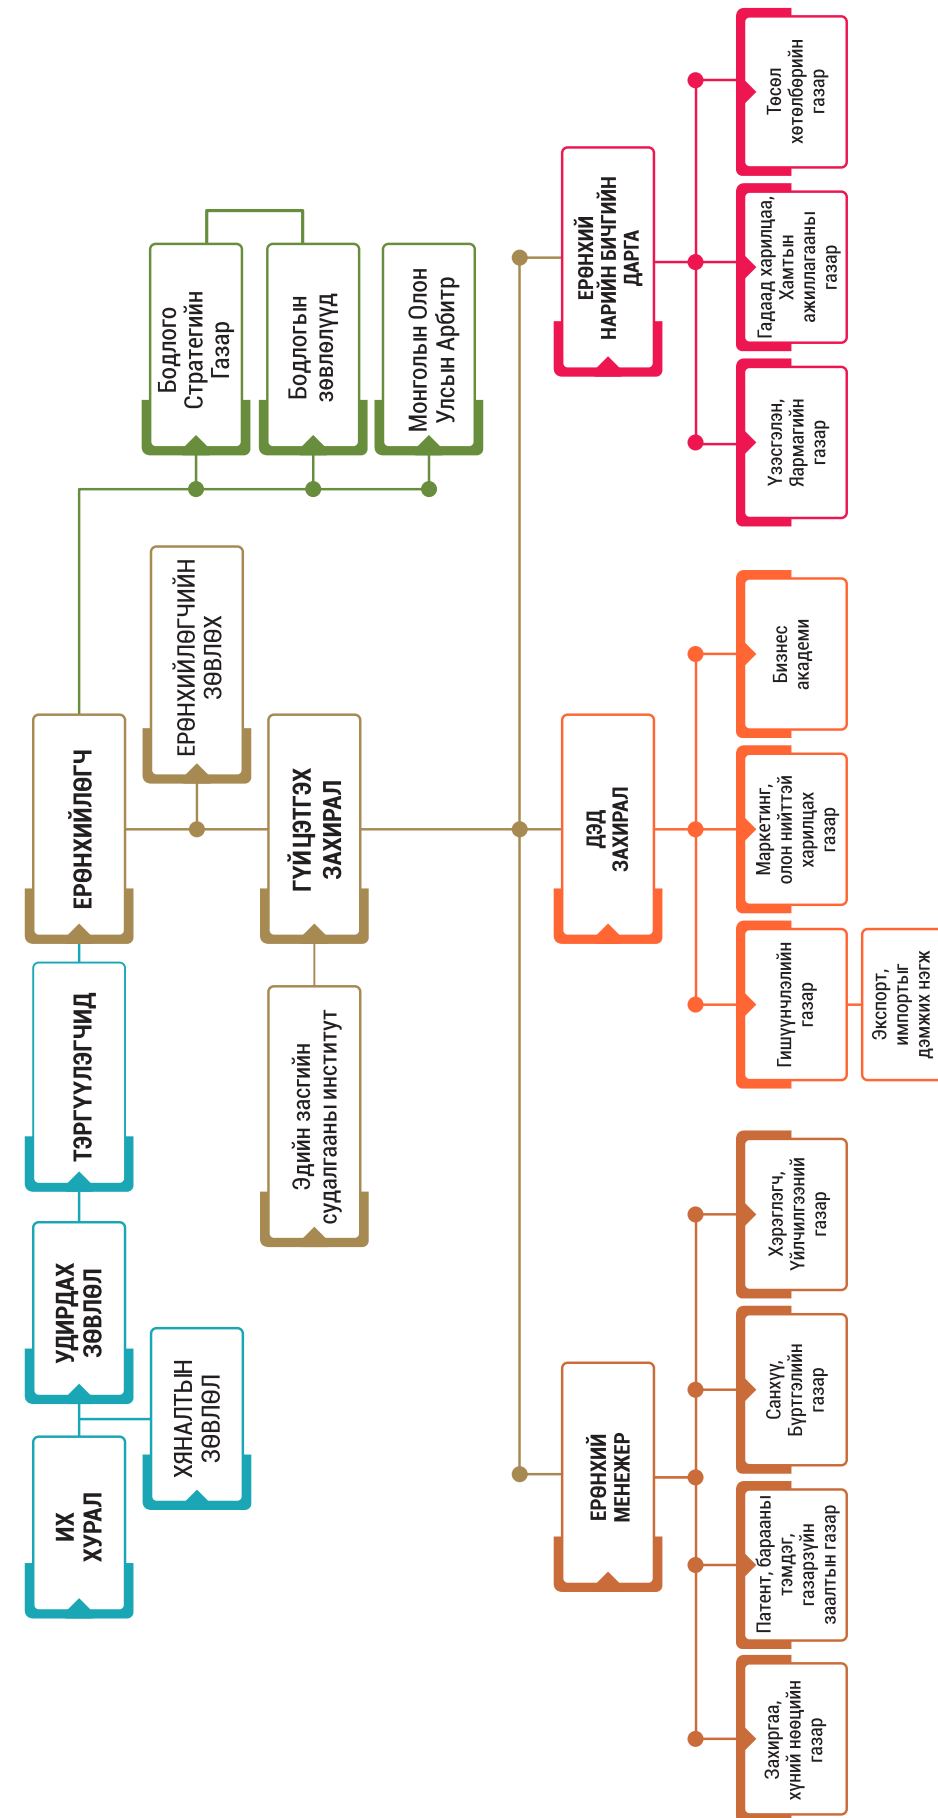 ИХ
ХУРАЛ
УДИРДАХ
ЗӨВЛӨЛ
ТЭРГҮҮЛЭГЧИД
ЕРӨНХИЙЛӨГЧ
ХЯНАЛТЫН
ЗӨВЛӨЛ
ЕРӨНХИЙЛӨГЧИЙН
ЗӨВЛӨХ
Бодлого
Стратегийн
Газар
Бодлогын
зөвлөлүүд
Монголын Олон
Улсын Арбитр
Эдийн засгийн
судалгааны институт
ГҮЙЦЭТГЭХ
ЗАХИРАЛ
ЕРӨНХИЙ
МЕНЕЖЕР
ДЭД
ЗАХИРАЛ
ЕРӨНХИЙ
НАРИЙН БИЧГИЙН
ДАРГА
Захиргаа,
хүний нөөцийн
газар
Патент, барааны
тэмдэг,
газарзүйн
заалтын газар
Санхүү,
Бүртгэлийн
газар
Хэрэглэгч,
Үйлчилгээний
газар
Гишүүнчлэлийн
газар
Маркетинг,
олон нийттэй
харилцах
газар
Бизнес
академи
Үзэсгэлэн,
Яармагийн
газар
Гадаад харилцаа,
Хамтын
ажиллагааны
газар
Төсөл
хөтөлбөрийн
газар
Экспорт,
импортыг
дэмжих нэгж